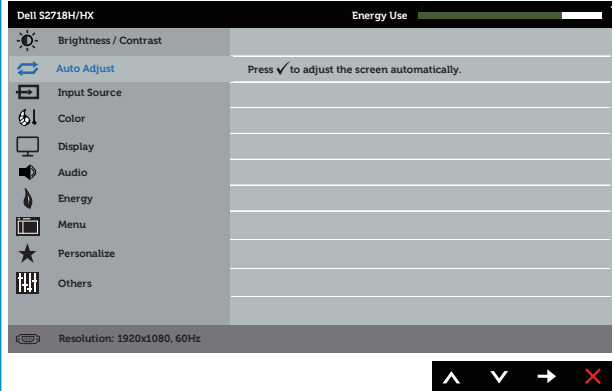 Dell S2718H/HX Energy Use
Brightness / Contrast
Auto Adjust Press ✓ to adjust the screen automatically.
Input Source
Color
Display
Audio
Energy
Menu
Personalize
Others
Resolution: 1920x1080, 60Hz